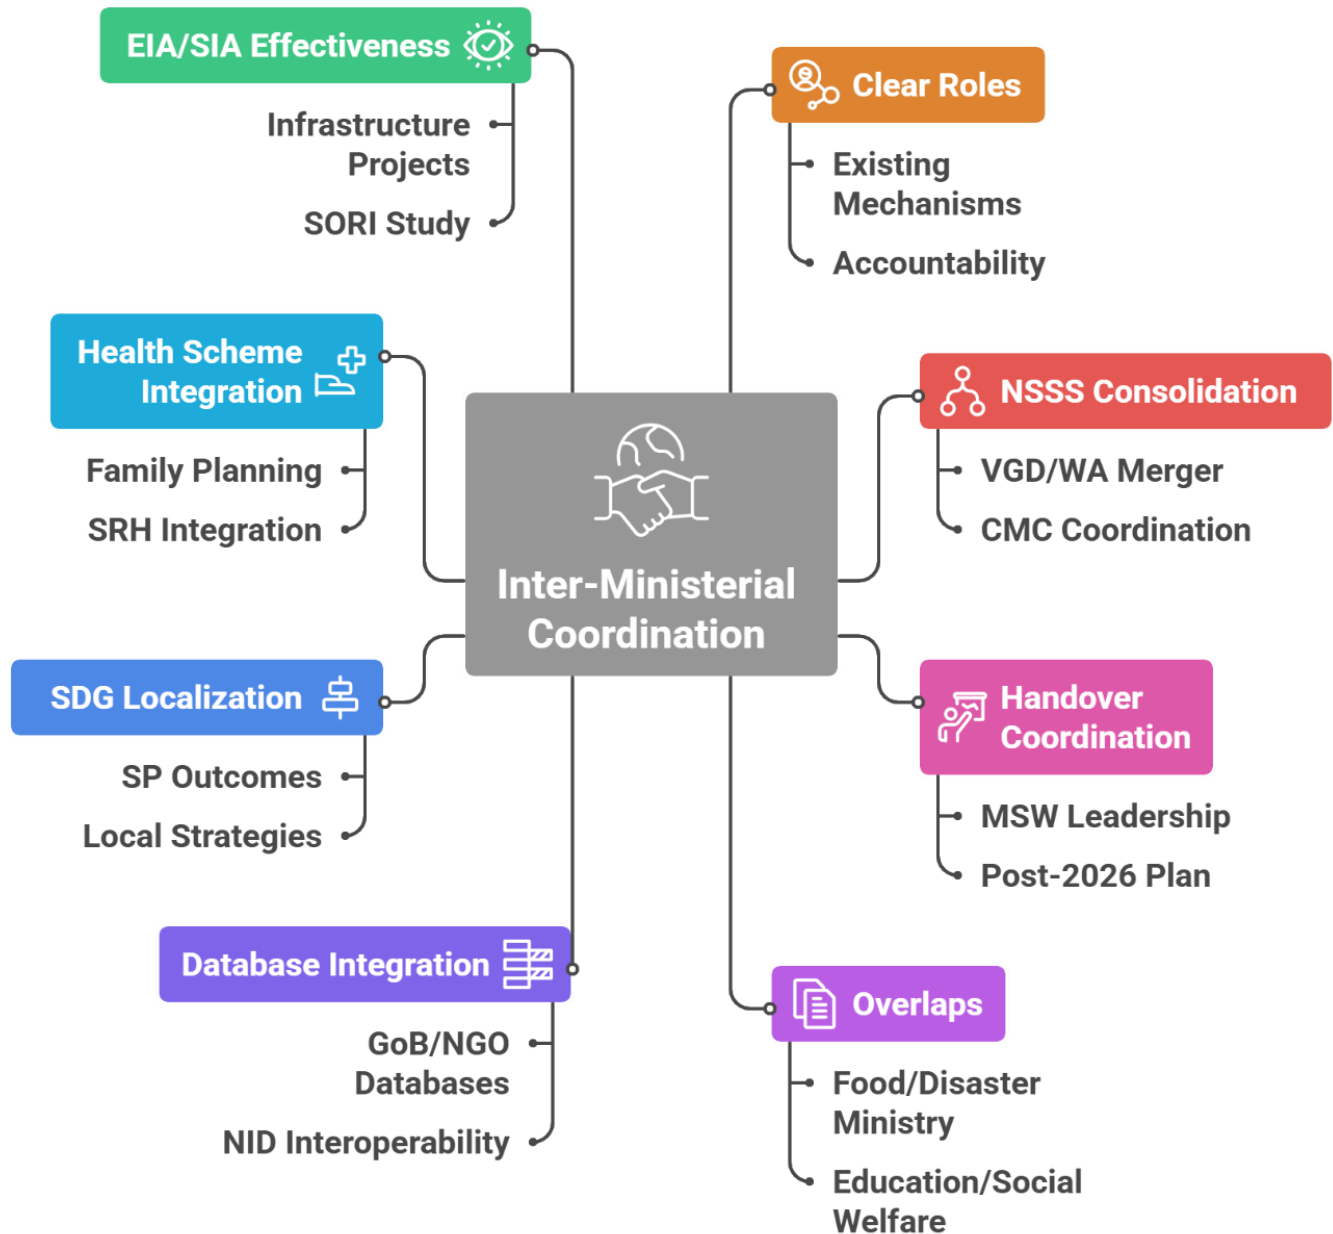 EIA/SIA Effectiveness
Infrastructure
Projects
SORI Study
Clear Roles
Existing
Mechanisms
Accountability
Health Scheme
Integration
Family Planning
SRH Integration
NSSS Consolidation
VGD/WA Merger
CMC Coordination
Inter-Ministerial
Coordination
SDG Localization
SP Outcomes
Local Strategies
Handover
Coordination
MSW Leadership
Post-2026 Plan
Database Integration
GoB/NGO
Databases
NID Interoperability
Overlaps
Food/Disaster
Ministry
Education/Social
Welfare